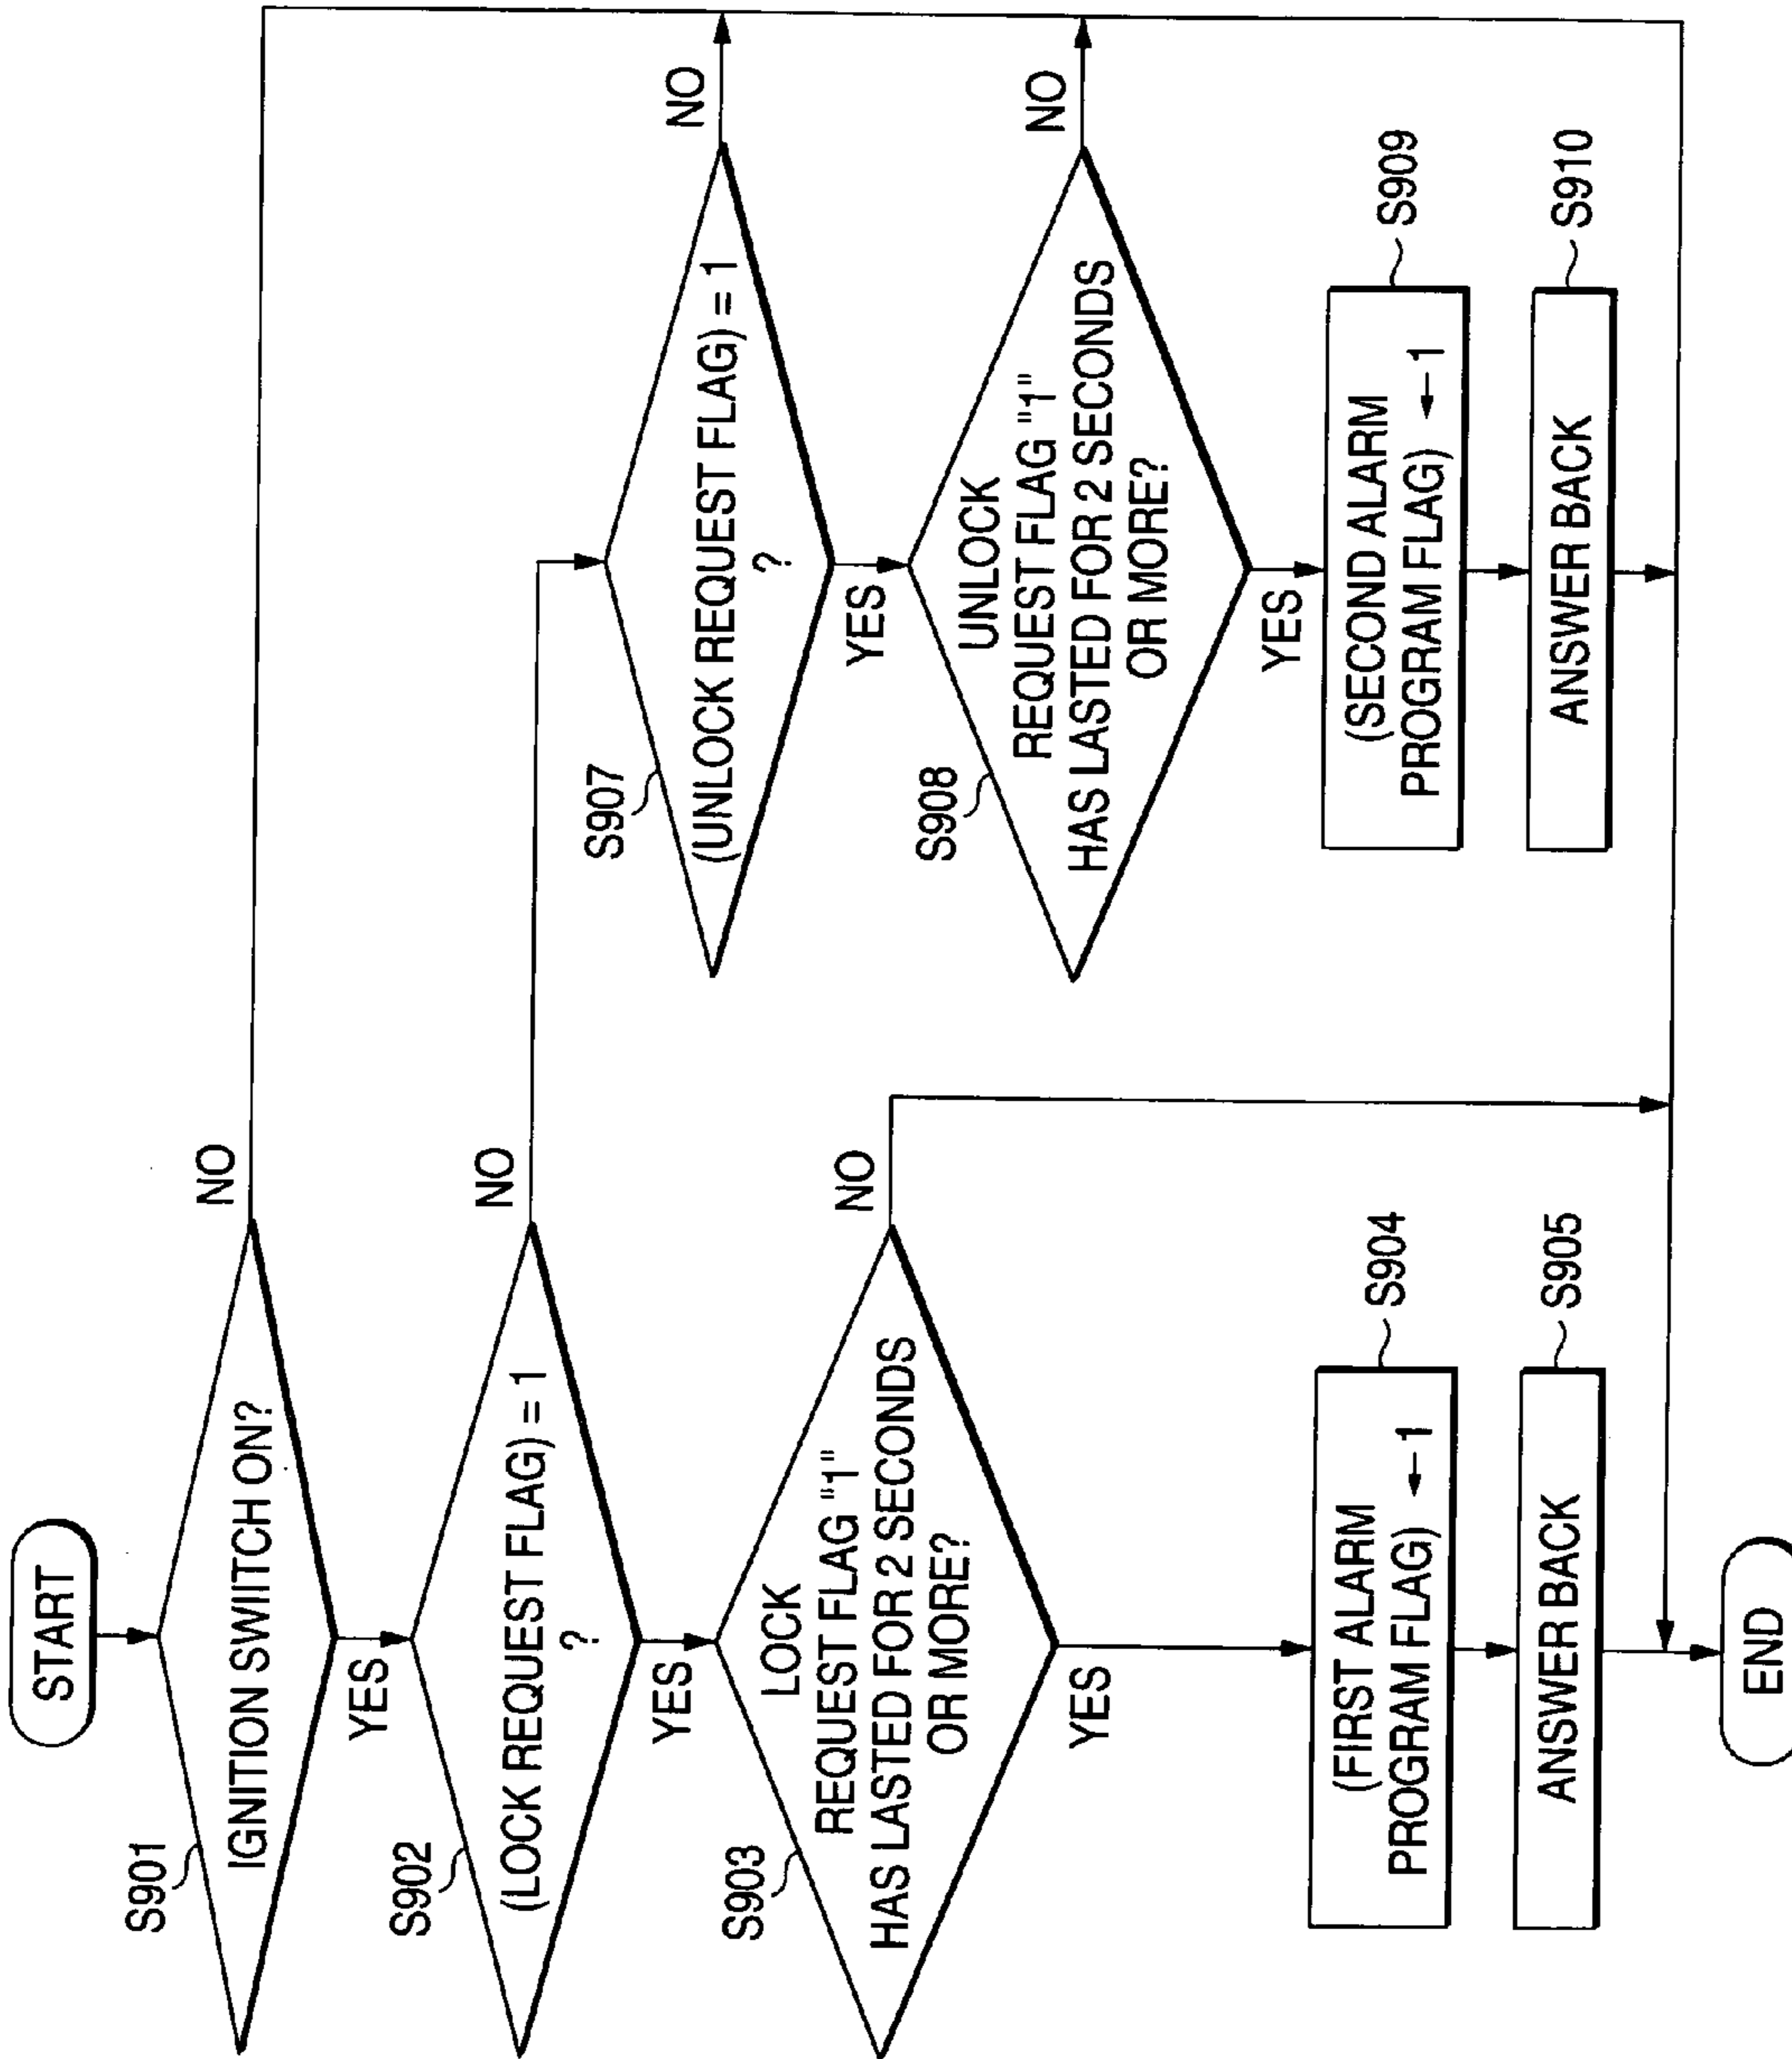 START
S901
IGNITION SWITCH ON?
NO
YES
S902
(LOCK REQUEST FLAG) = 1
?
NO
YES
S903
LOCK
REQUEST FLAG "1"
HAS LASTED FOR 2 SECONDS
OR MORE?
NO
YES
(FIRST ALARM
PROGRAM FLAG) ← 1
S904
ANSWER BACK
S905
END
S907
(UNLOCK REQUEST FLAG) = 1
?
NO
YES
S908
UNLOCK
REQUEST FLAG "1"
HAS LASTED FOR 2 SECONDS
OR MORE?
NO
YES
(SECOND ALARM
PROGRAM FLAG) ← 1
S909
ANSWER BACK
S910